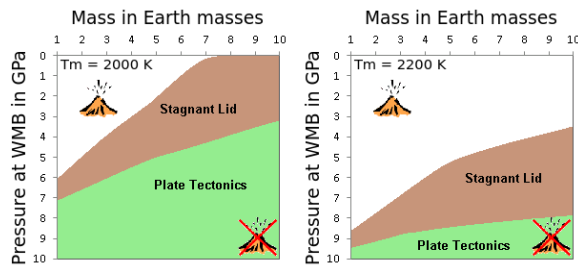 Mass in Earth masses
1 2 3 4 5 6 7 8 9 10
Pressure at WMB in GPa
0
1
2
3
4
5
6
7
8
9
10
Tm = 2000 K
Stagnant Lid
Plate Tectonics
Mass in Earth masses
1 2 3 4 5 6 7 8 9 10
Pressure at WMB in GPa
0
1
2
3
4
5
6
7
8
9
10
Tm = 2200 K
Stagnant Lid
Plate Tectonics